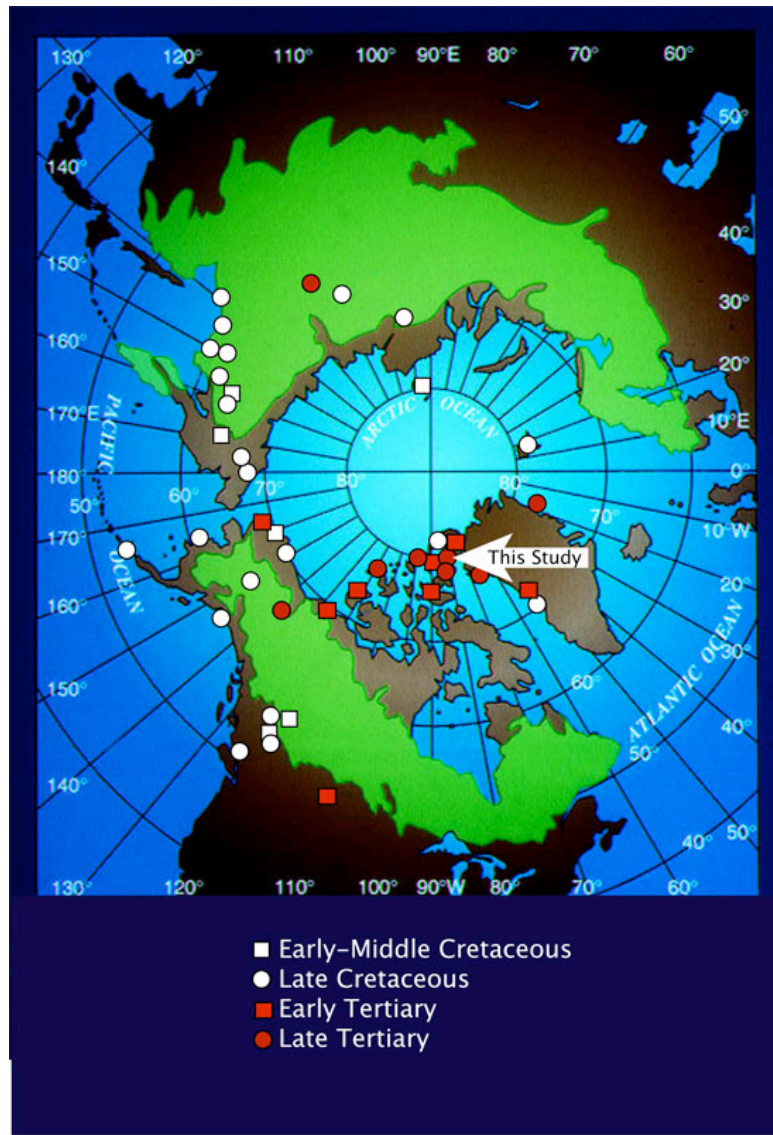 130° 120° 110° 100° 90°E 80° 70° 60°
50°
140°
40°
150°
30°
160°
20°
170°E
10°E
PACIFIC
ARCTIC OCEAN
180°
0°
50° 60° 70° 80° 80° 70°
10°W
170°
This Study
20°
OCEAN
160°
30°
60°
ATLANTIC OCEAN
150°
40°
50°
140°
40° 50°
130° 120° 110° 100° 90°W 80° 70° 60°
Early-Middle Cretaceous
Late Cretaceous
Early Tertiary
Late Tertiary